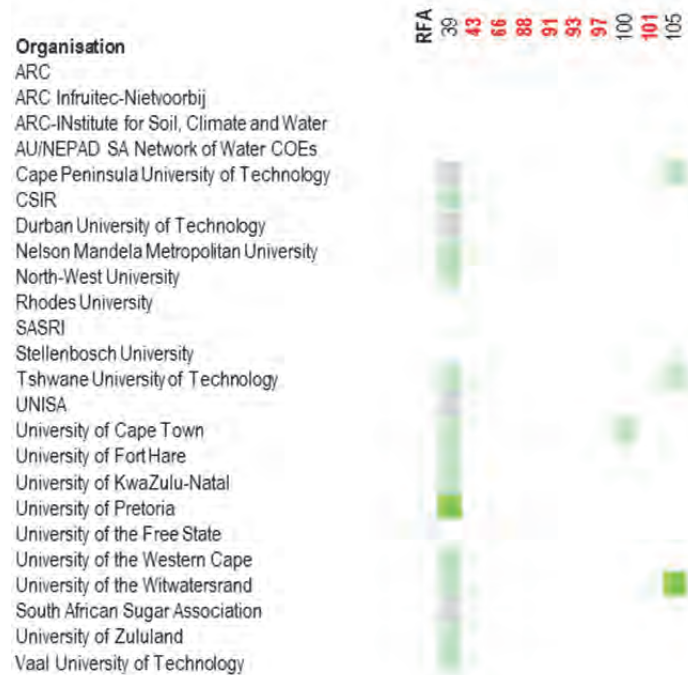 RFA 39 43 66 88 91 93 97 100 101 105
Organisation
ARC
ARC Infruitec-Nietvoorbij
ARC-INstitute for Soil, Climate and Water
AU/NEPAD SA Network of Water COEs
Cape Peninsula University of Technology
CSIR
Durban University of Technology
Nelson Mandela Metropolitan University
North-West University
Rhodes University
SASRI
Stellenbosch University
Tshwane University of Technology
UNISA
University of Cape Town
University of Fort Hare
University of KwaZulu-Natal
University of Pretoria
University of the Free State
University of the Western Cape
University of the Witwatersrand
South African Sugar Association
University of Zululand
Vaal University of Technology